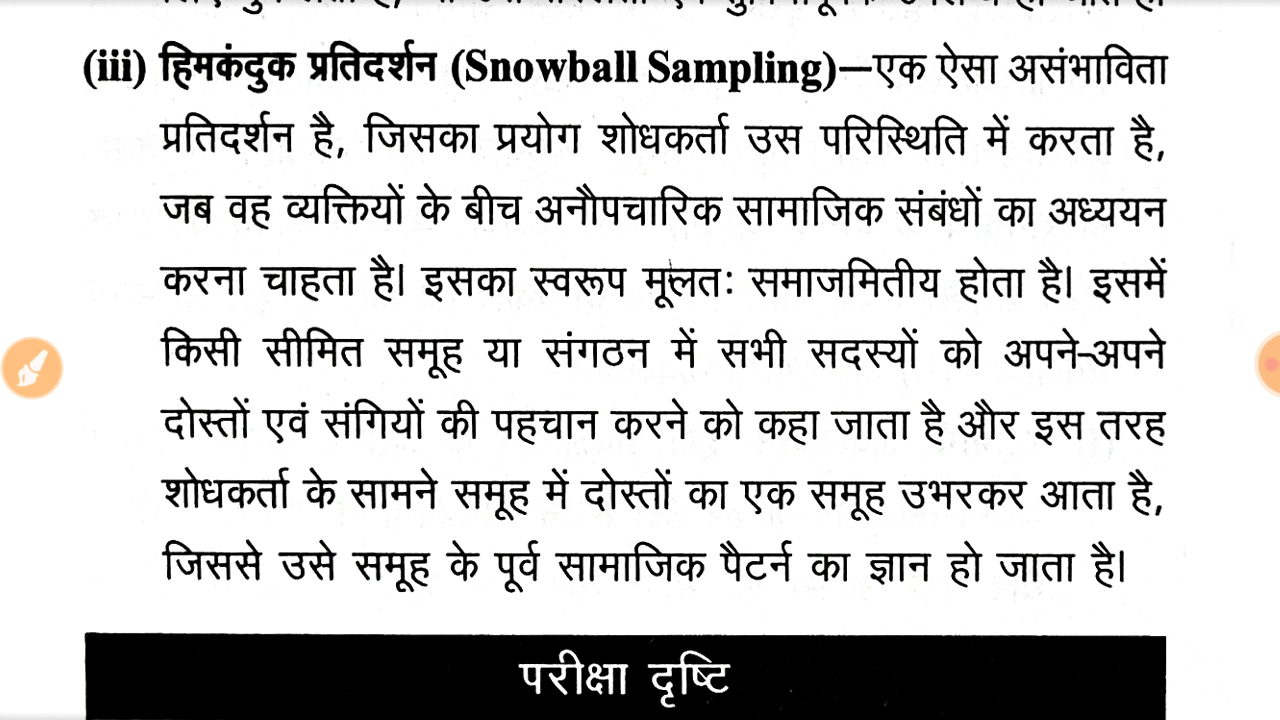 (iii) हिमकंदुक प्रतिदर्शन (Snowball Sampling)—एक ऐसा असंभाविता
प्रतिदर्शन है, जिसका प्रयोग शोधकर्ता उस परिस्थिति में करता है,
जब वह व्यक्तियों के बीच अनौपचारिक सामाजिक संबंधों का अध्ययन
करना चाहता है। इसका स्वरूप मूलतः समाजमितीय होता है। इसमें
किसी सीमित समूह या संगठन में सभी सदस्यों को अपने-अपने
दोस्तों एवं संगियों की पहचान करने को कहा जाता है और इस तरह
शोधकर्ता के सामने समूह में दोस्तों का एक समूह उभरकर आता है,
जिससे उसे समूह के पूर्व सामाजिक पैटर्न का ज्ञान हो जाता है।
परीक्षा दृष्टि